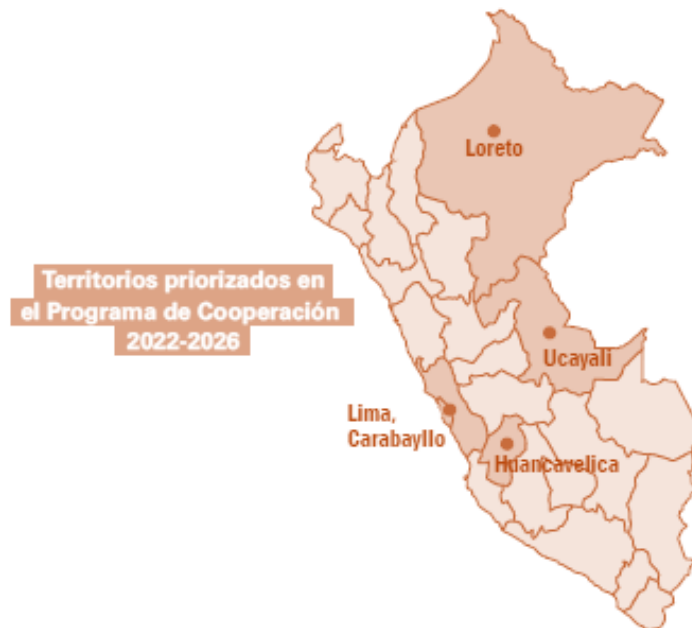 Loreto
Territorios priorizados en
el Programa de Cooperación
2022-2026
Ucayali
Lima,
Carabayllo
Huancavelica